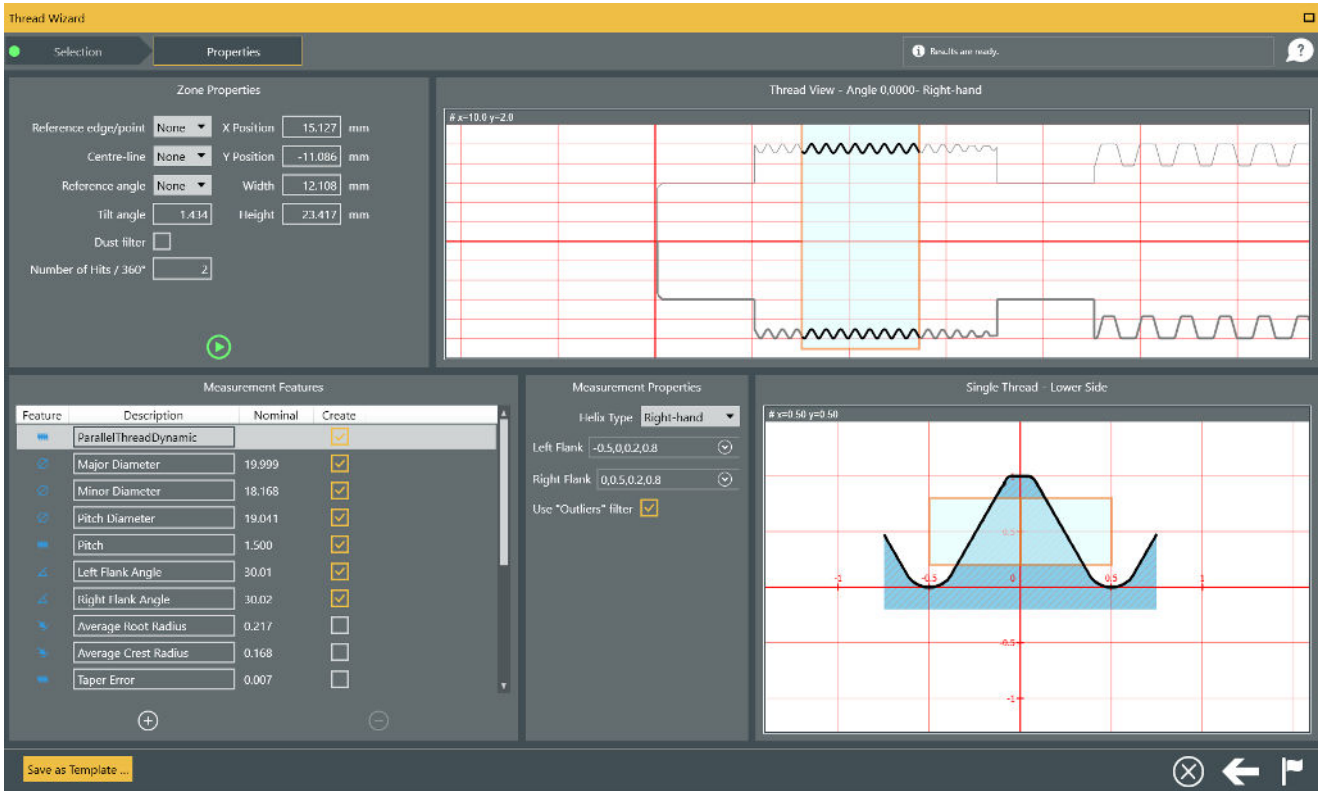 Thread Wizard
Selection
Properties
Results are ready.
?
Zone Properties
Reference edge/point None X Position 15.127 mm
Centre-line None Y Position -11.086 mm
Reference angle None Width 12.108 mm
Tilt angle 1.434 Height 23.417 mm
Dust filter
Number of Hits / 360° 2
Thread View - Angle 0,0000- Right-hand
# x=10.0 y=2.0
Measurement Features
Feature Description Nominal Create
ParallelThreadDynamic
Major Diameter 19.999
Minor Diameter 18.168
Pitch Diameter 19.041
Pitch 1.500
Left Flank Angle 30.01
Right Flank Angle 30.02
Average Root Radius 0.217
Average Crest Radius 0.168
Taper Error 0.007
Measurement Properties
Helix Type Right-hand
Left Flank -0.5,0,0.2,0.8
Right Flank 0,0.5,0.2,0.8
Use "Outliers" filter
Single Thread - Lower Side
# x=0.50 y=0.50
0.5
-1 -0.5 0 0.5 1
-0.5
-1
Save as Template ...